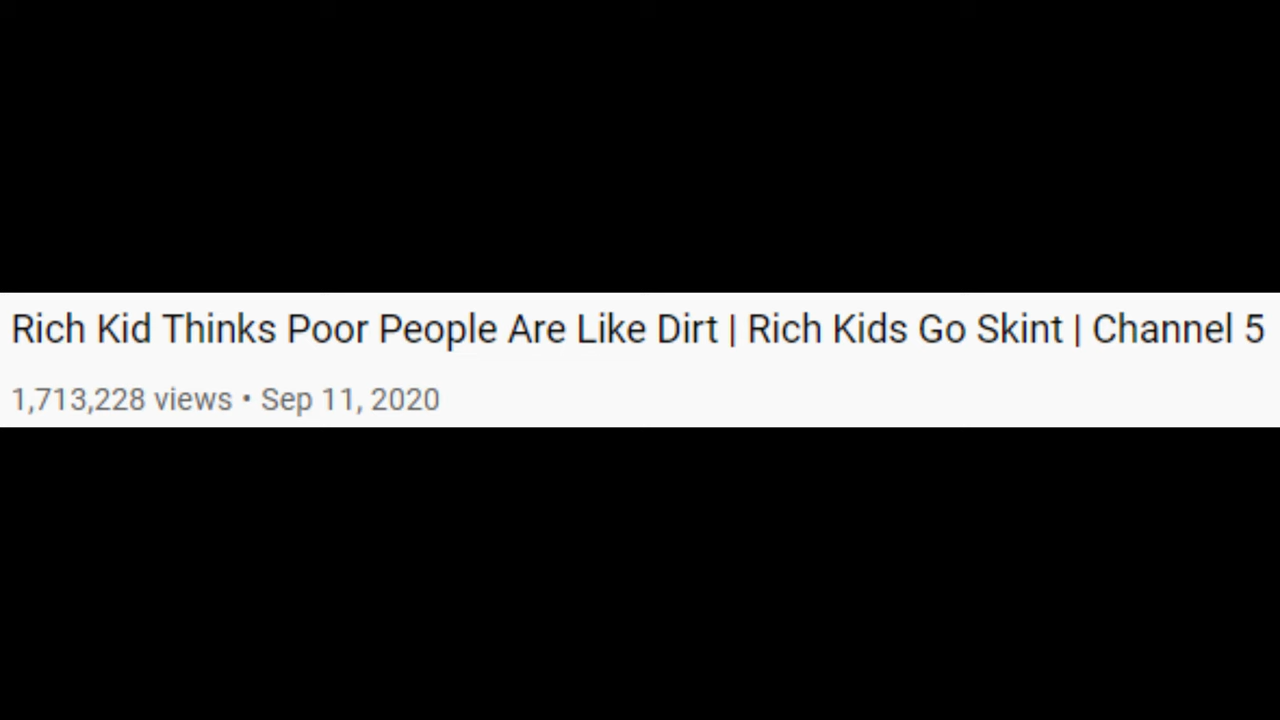 Rich Kid Thinks Poor People Are Like Dirt | Rich Kids Go Skint | Channel 5
1,713,228 views • Sep 11, 2020